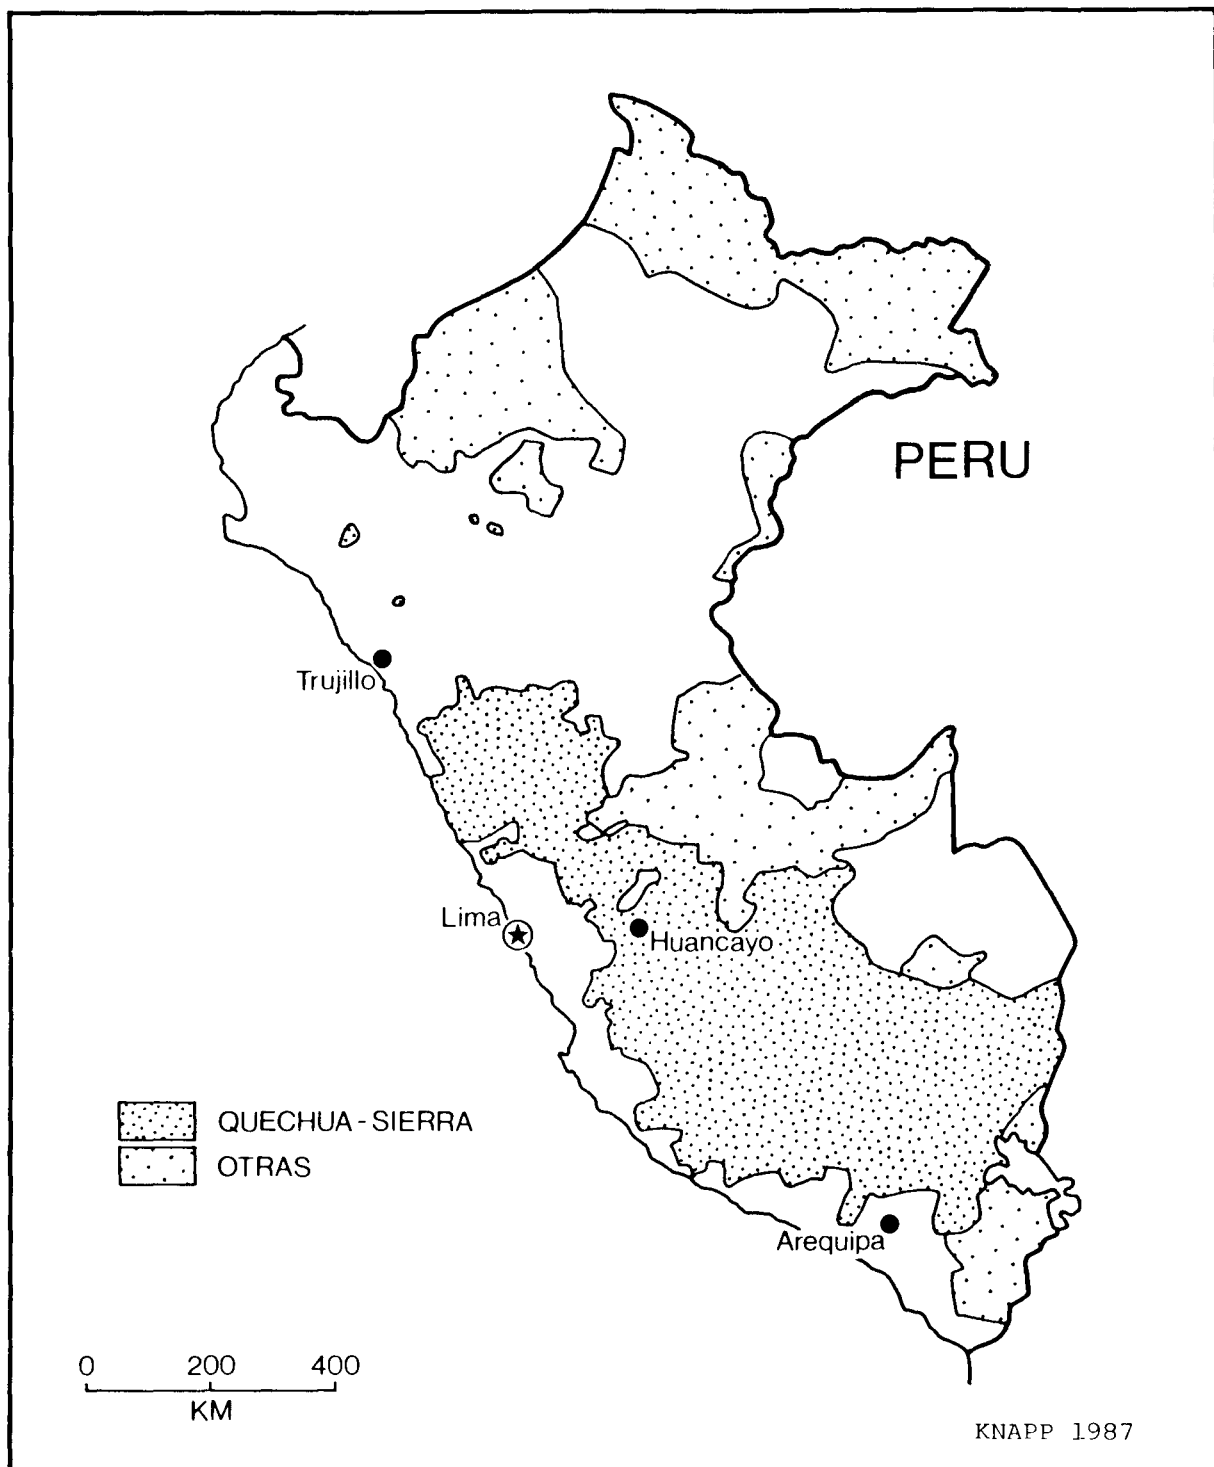 PERU
Trujillo
Lima
Huancayo
QUECHUA - SIERRA
OTRAS
Arequipa
0 200 400
KM
KNAPP 1987